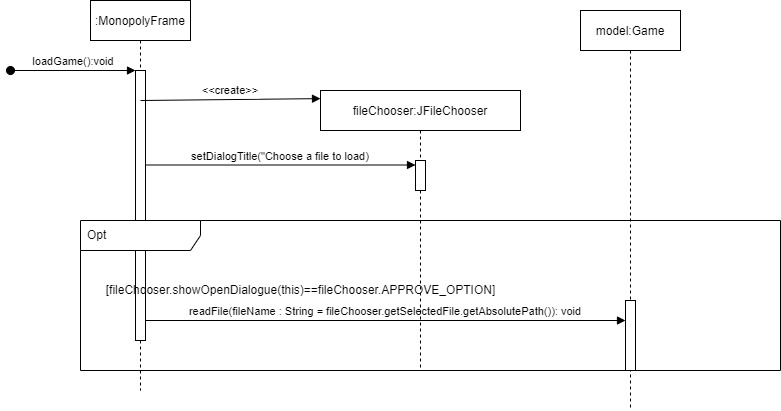 :MonopolyFrame
model:Game
loadGame():void
<<create>>
fileChooser:JFileChooser
setDialogTitle("Choose a file to load)
Opt
[fileChooser.showOpenDialogue(this)==fileChooser.APPROVE_OPTION]
readFile(fileName : String = fileChooser.getSelectedFile.getAbsolutePath()): void